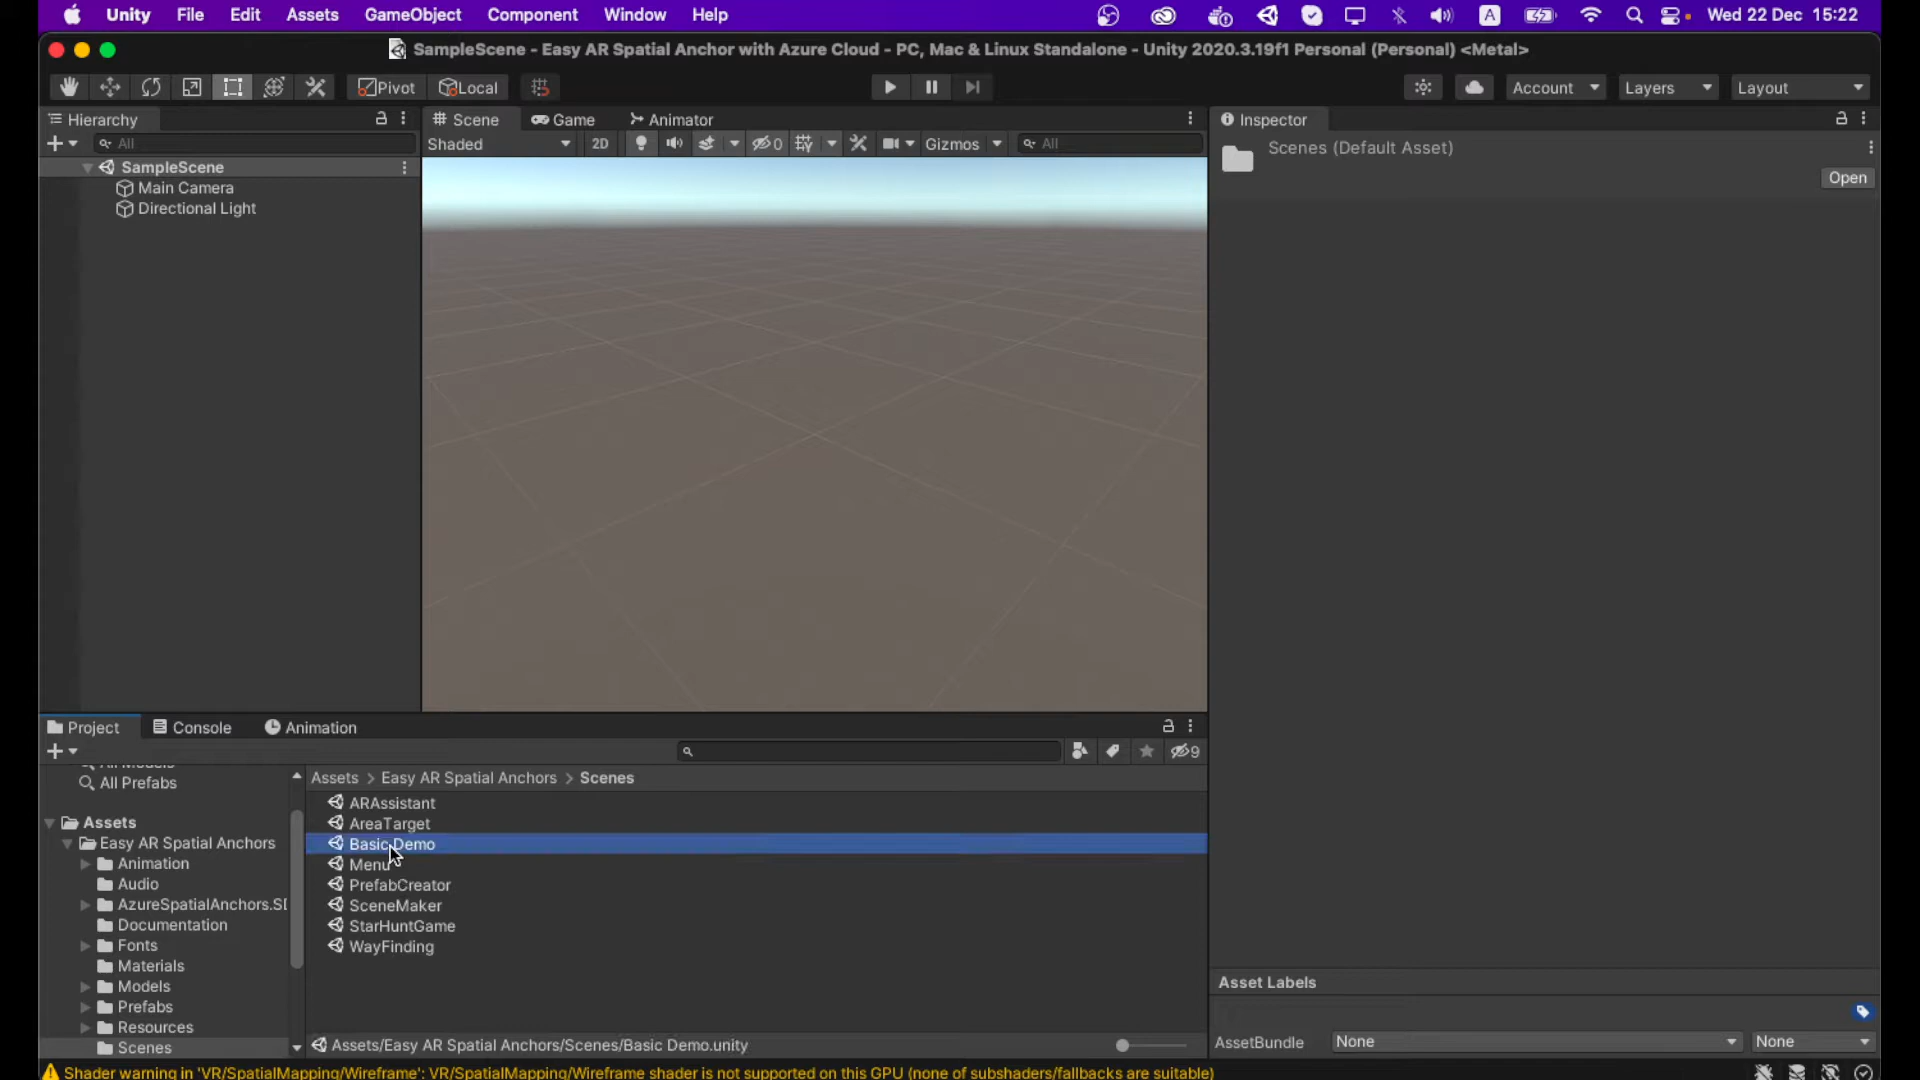 Unity File Edit Assets GameObject Component Window Help A Wed 22 Dec 15:22
SampleScene - Easy AR Spatial Anchor with Azure Cloud - PC, Mac & Linux Standalone - Unity 2020.3.19f1 Personal (Personal) <Metal>
Pivot Local Account Layers Layout
Hierarchy
All
SampleScene
Main Camera
Directional Light
Scene Game Animator
Shaded 2D 0 Gizmos All
Inspector
Scenes (Default Asset)
Open
Project Console Animation
9
All Models
All Prefabs
Assets
Easy AR Spatial Anchors
Animation
Audio
AzureSpatialAnchors.SI
Documentation
Fonts
Materials
Models
Prefabs
Resources
Scenes
Assets > Easy AR Spatial Anchors > Scenes
ARAssistant
AreaTarget
Basic Demo
Menu
PrefabCreator
SceneMaker
StarHuntGame
WayFinding
Assets/Easy AR Spatial Anchors/Scenes/Basic Demo.unity
Asset Labels
AssetBundle None None
Shader warning in 'VR/SpatialMapping/Wireframe': VR/SpatialMapping/Wireframe shader is not supported on this GPU (none of subshaders/fallbacks are suitable)